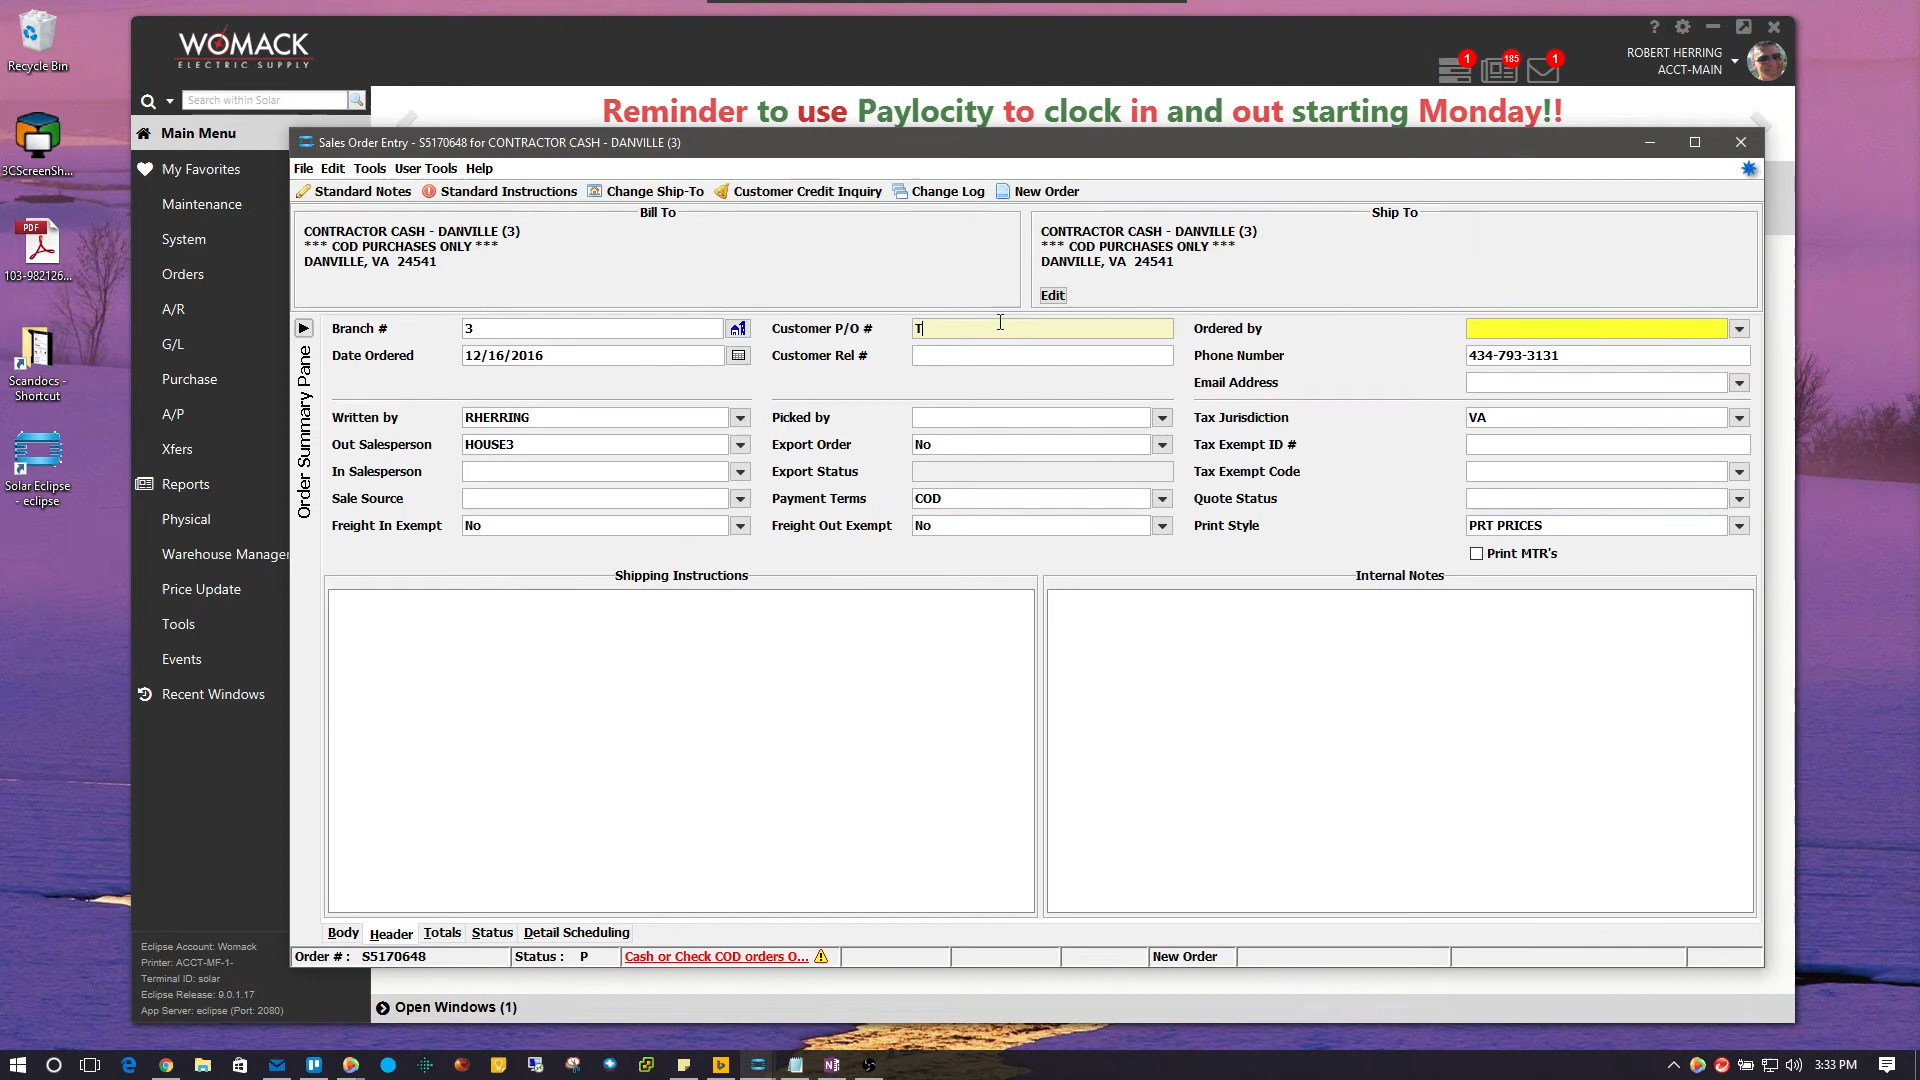 Recycle Bin
3CScreenSh...
PDF
103-982126...
Scandocs -
Shortcut
Solar Eclipse
- eclipse
WOMACK
ELECTRIC SUPPLY
1
185
1
ROBERT HERRING
ACCT-MAIN
Search within Solar
Reminder to use Paylocity to clock in and out starting Monday!!
Main Menu
My Favorites
Maintenance
System
Orders
A/R
G/L
Purchase
A/P
Xfers
Reports
Physical
Warehouse Manager
Price Update
Tools
Events
Recent Windows
Eclipse Account: Womack
Printer: ACCT-MF-1-
Terminal ID: solar
Eclipse Release: 9.0.1.17
App Server: eclipse (Port: 2080)
Sales Order Entry - S5170648 for CONTRACTOR CASH - DANVILLE (3)
File Edit Tools User Tools Help
Standard Notes Standard Instructions Change Ship-To Customer Credit Inquiry Change Log New Order
Bill To
CONTRACTOR CASH - DANVILLE (3)
*** COD PURCHASES ONLY ***
DANVILLE, VA 24541
Ship To
CONTRACTOR CASH - DANVILLE (3)
*** COD PURCHASES ONLY ***
DANVILLE, VA 24541
Edit
Order Summary Pane
Branch # 3 Customer P/O # T Ordered by
Date Ordered 12/16/2016 Customer Rel # Phone Number 434-793-3131
Email Address
Written by RHERRING Picked by Tax Jurisdiction VA
Out Salesperson HOUSE3 Export Order No Tax Exempt ID #
In Salesperson Export Status Tax Exempt Code
Sale Source Payment Terms COD Quote Status
Freight In Exempt No Freight Out Exempt No Print Style PRT PRICES
Print MTR's
Shipping Instructions Internal Notes
Body Header Totals Status Detail Scheduling
Order # : S5170648 Status : P Cash or Check COD orders O... New Order
Open Windows (1)
3:33 PM